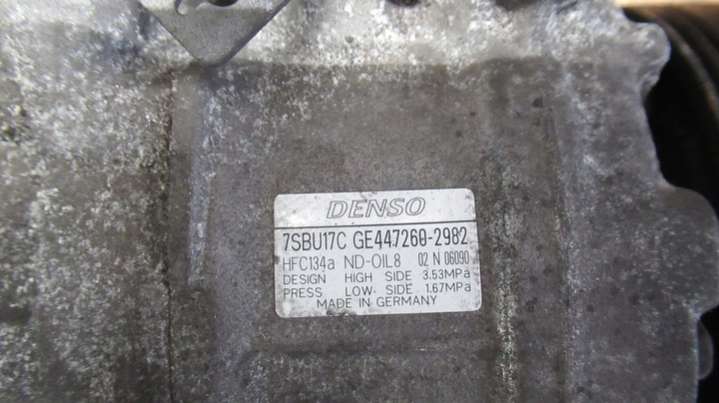 DENSO
7SBU17C GE447260-2982
HFC134a ND-OIL8 02 N 06090
DESIGN HIGH SIDE 3.53MPa
PRESS LOW. SIDE 1.67MPa
MADE IN GERMANY